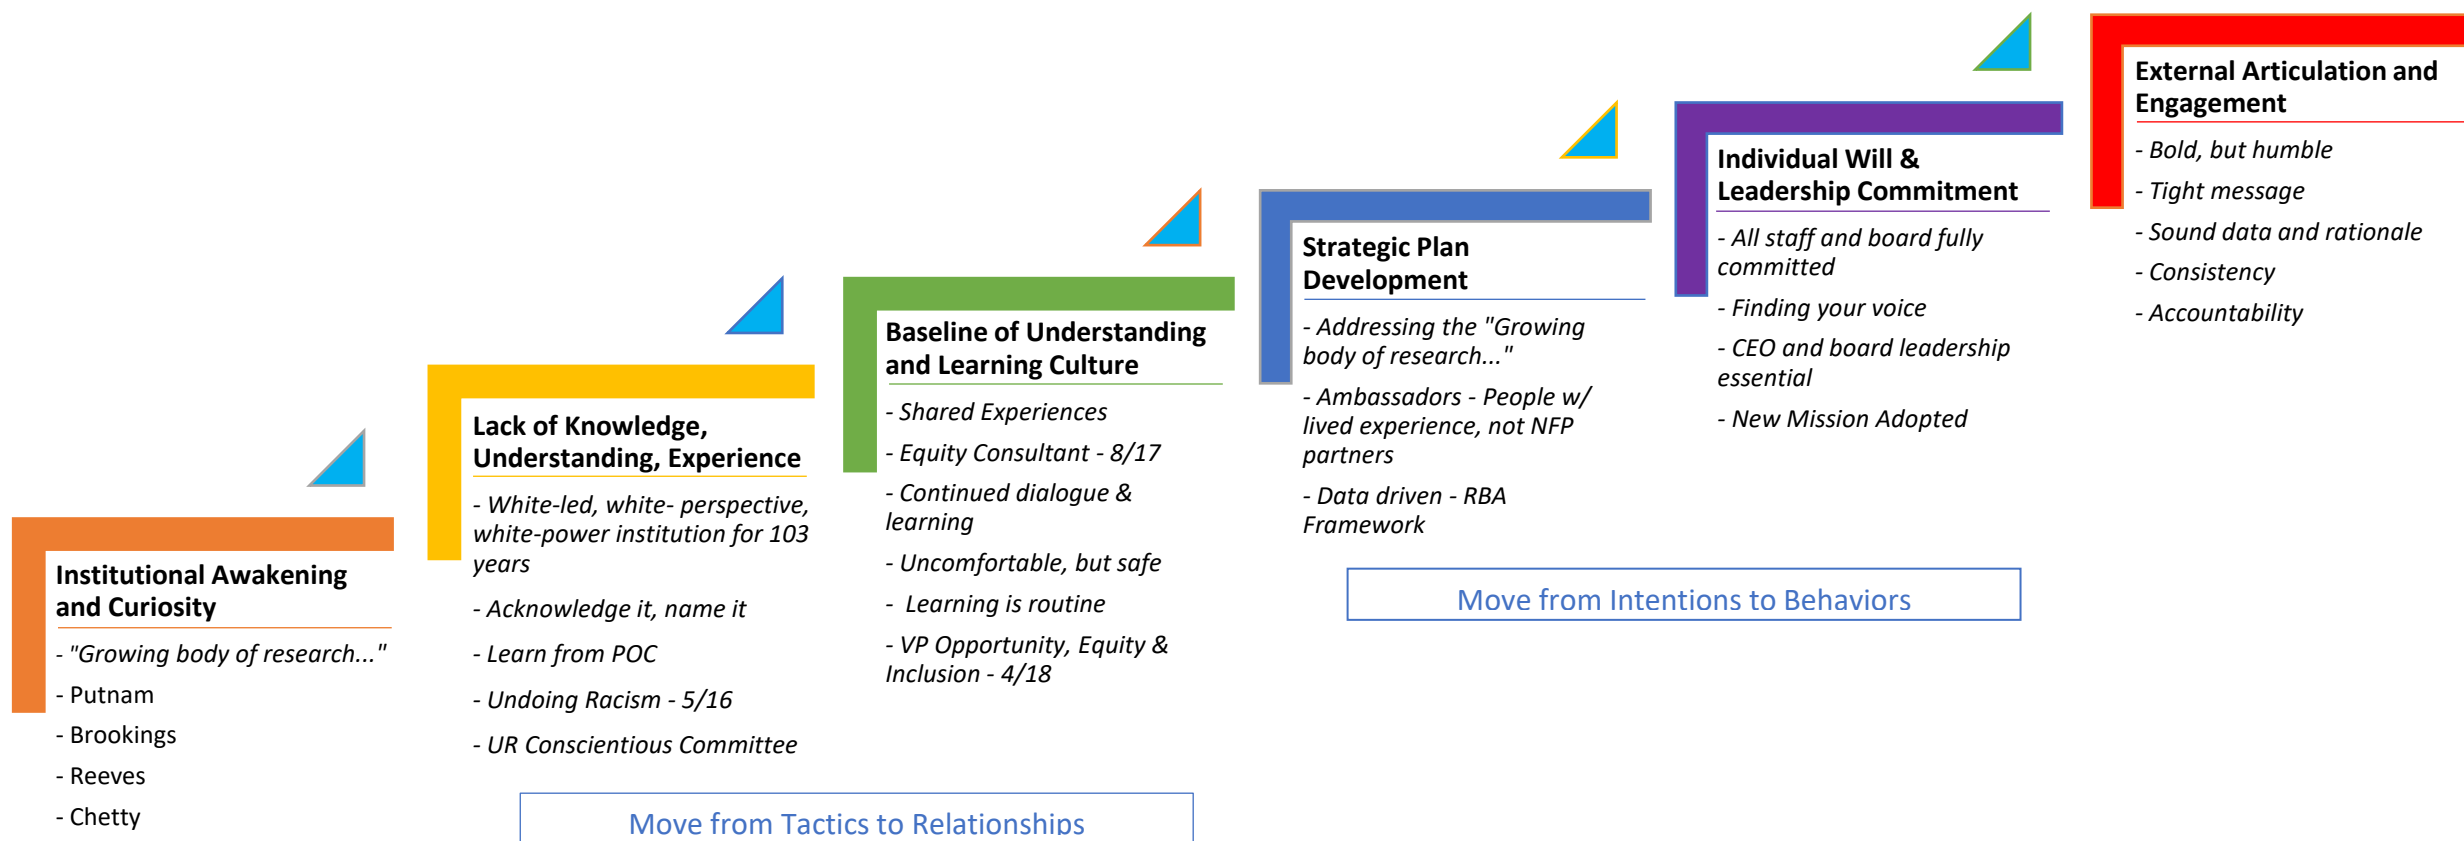 Institutional Awakening
and Curiosity
- "Growing body of research..."
- Putnam
- Brookings
- Reeves
- Chetty
Lack of Knowledge,
Understanding, Experience
- White-led, white- perspective,
white-power institution for 103
years
- Acknowledge it, name it
- Learn from POC
- Undoing Racism - 5/16
- UR Conscientious Committee
Move from Tactics to Relationships
Baseline of Understanding
and Learning Culture
- Shared Experiences
- Equity Consultant - 8/17
- Continued dialogue &
learning
- Uncomfortable, but safe
- Learning is routine
- VP Opportunity, Equity &
Inclusion - 4/18
Strategic Plan
Development
- Addressing the "Growing
body of research..."
- Ambassadors - People w/
lived experience, not NFP
partners
- Data driven - RBA
Framework
Move from Intentions to Behaviors
Individual Will &
Leadership Commitment
- All staff and board fully
committed
- Finding your voice
- CEO and board leadership
essential
- New Mission Adopted
External Articulation and
Engagement
- Bold, but humble
- Tight message
- Sound data and rationale
- Consistency
- Accountability